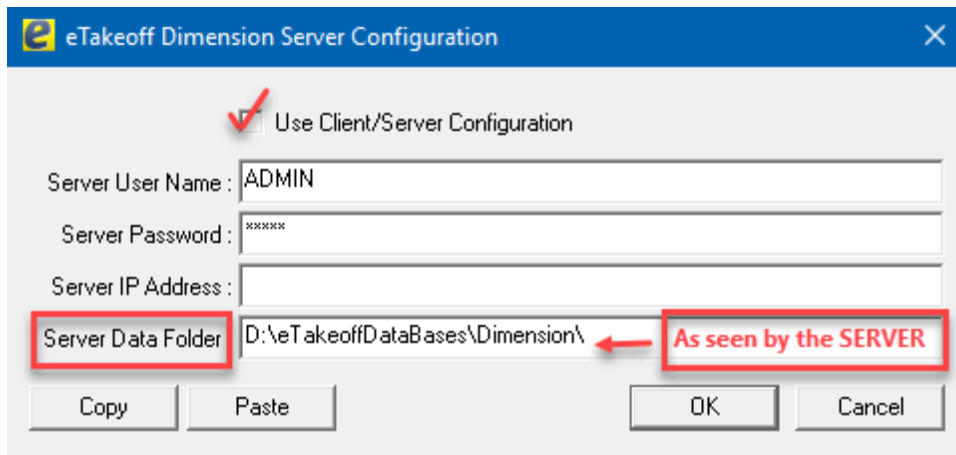 e eTakeoff Dimension Server Configuration
Use Client/Server Configuration
Server User Name : ADMIN
Server Password : *****
Server IP Address :
Server Data Folder D:\eTakeoffDataBases\Dimension\ As seen by the SERVER
Copy Paste OK Cancel